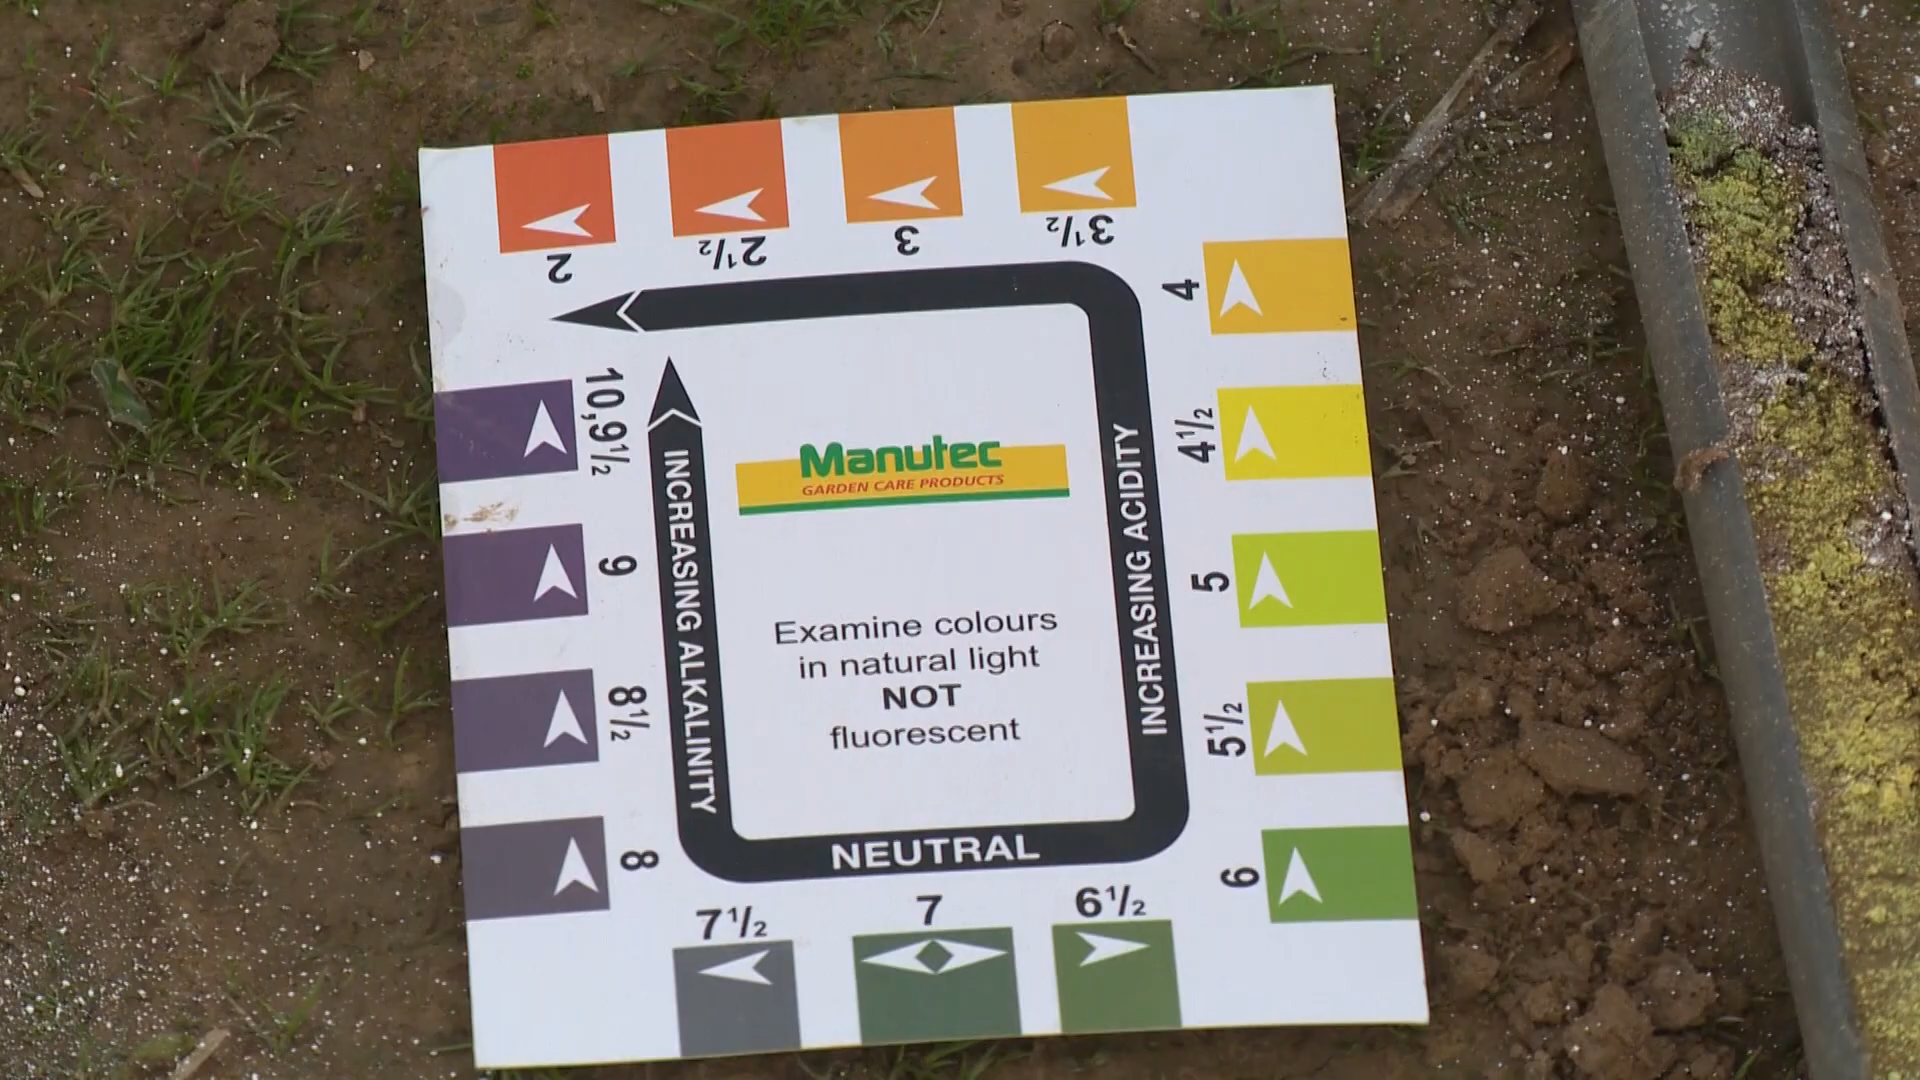 2
2½
3
3½
4
4½
5
5½
6
6½
7
7½
8
8½
9
10,9½
INCREASING ALKALINITY
INCREASING ACIDITY
NEUTRAL
Manutec
GARDEN CARE PRODUCTS
Examine colours
in natural light
NOT
fluorescent